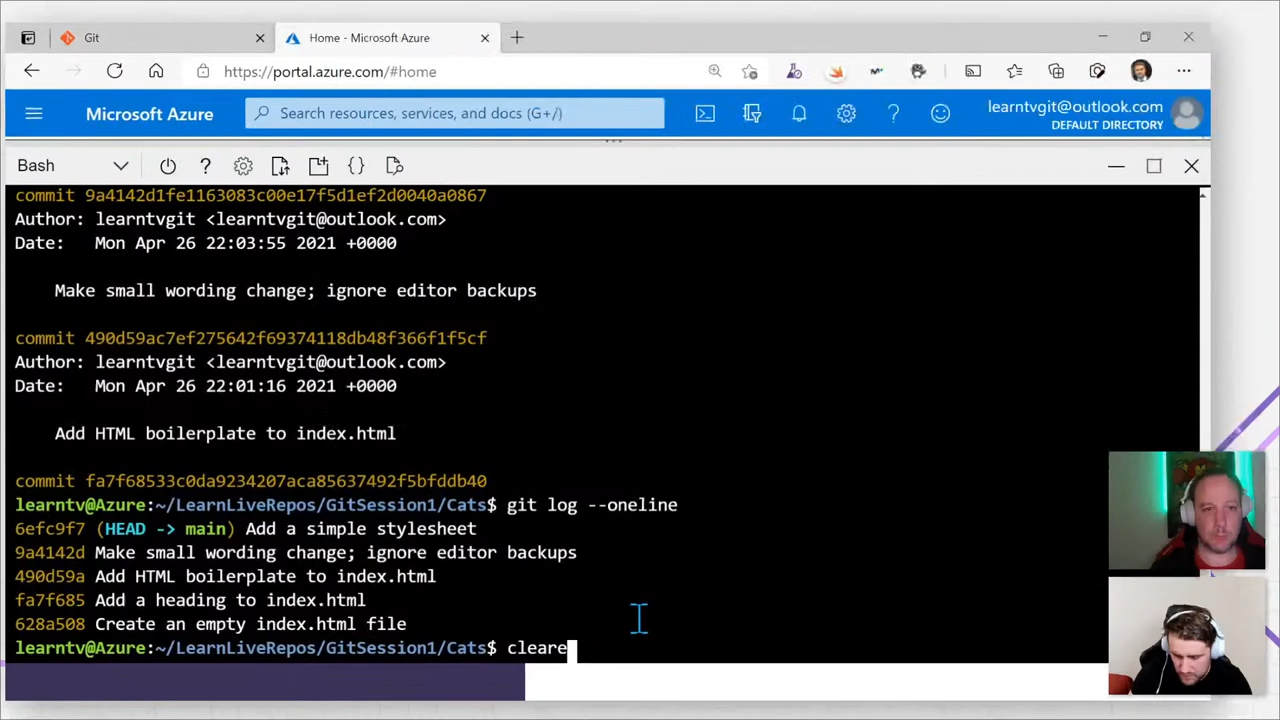 Git
Home - Microsoft Azure
https://portal.azure.com/#home
Microsoft Azure
Search resources, services, and docs (G+/)
learntvgit@outlook.com
DEFAULT DIRECTORY
Bash
commit 9a4142d1fe1163083c00e17f5d1ef2d0040a0867
Author: learntvgit <learntvgit@outlook.com>
Date:   Mon Apr 26 22:03:55 2021 +0000
Make small wording change; ignore editor backups
commit 490d59ac7ef275642f69374118db48f366f1f5cf
Author: learntvgit <learntvgit@outlook.com>
Date:   Mon Apr 26 22:01:16 2021 +0000
Add HTML boilerplate to index.html
commit fa7f68533c0da9234207aca85637492f5bfddb40
learntv@Azure:~/LearnLiveRepos/GitSession1/Cats$ git log --oneline
6efc9f7 (HEAD -> main) Add a simple stylesheet
9a4142d Make small wording change; ignore editor backups
490d59a Add HTML boilerplate to index.html
fa7f685 Add a heading to index.html
628a508 Create an empty index.html file
learntv@Azure:~/LearnLiveRepos/GitSession1/Cats$ cleare